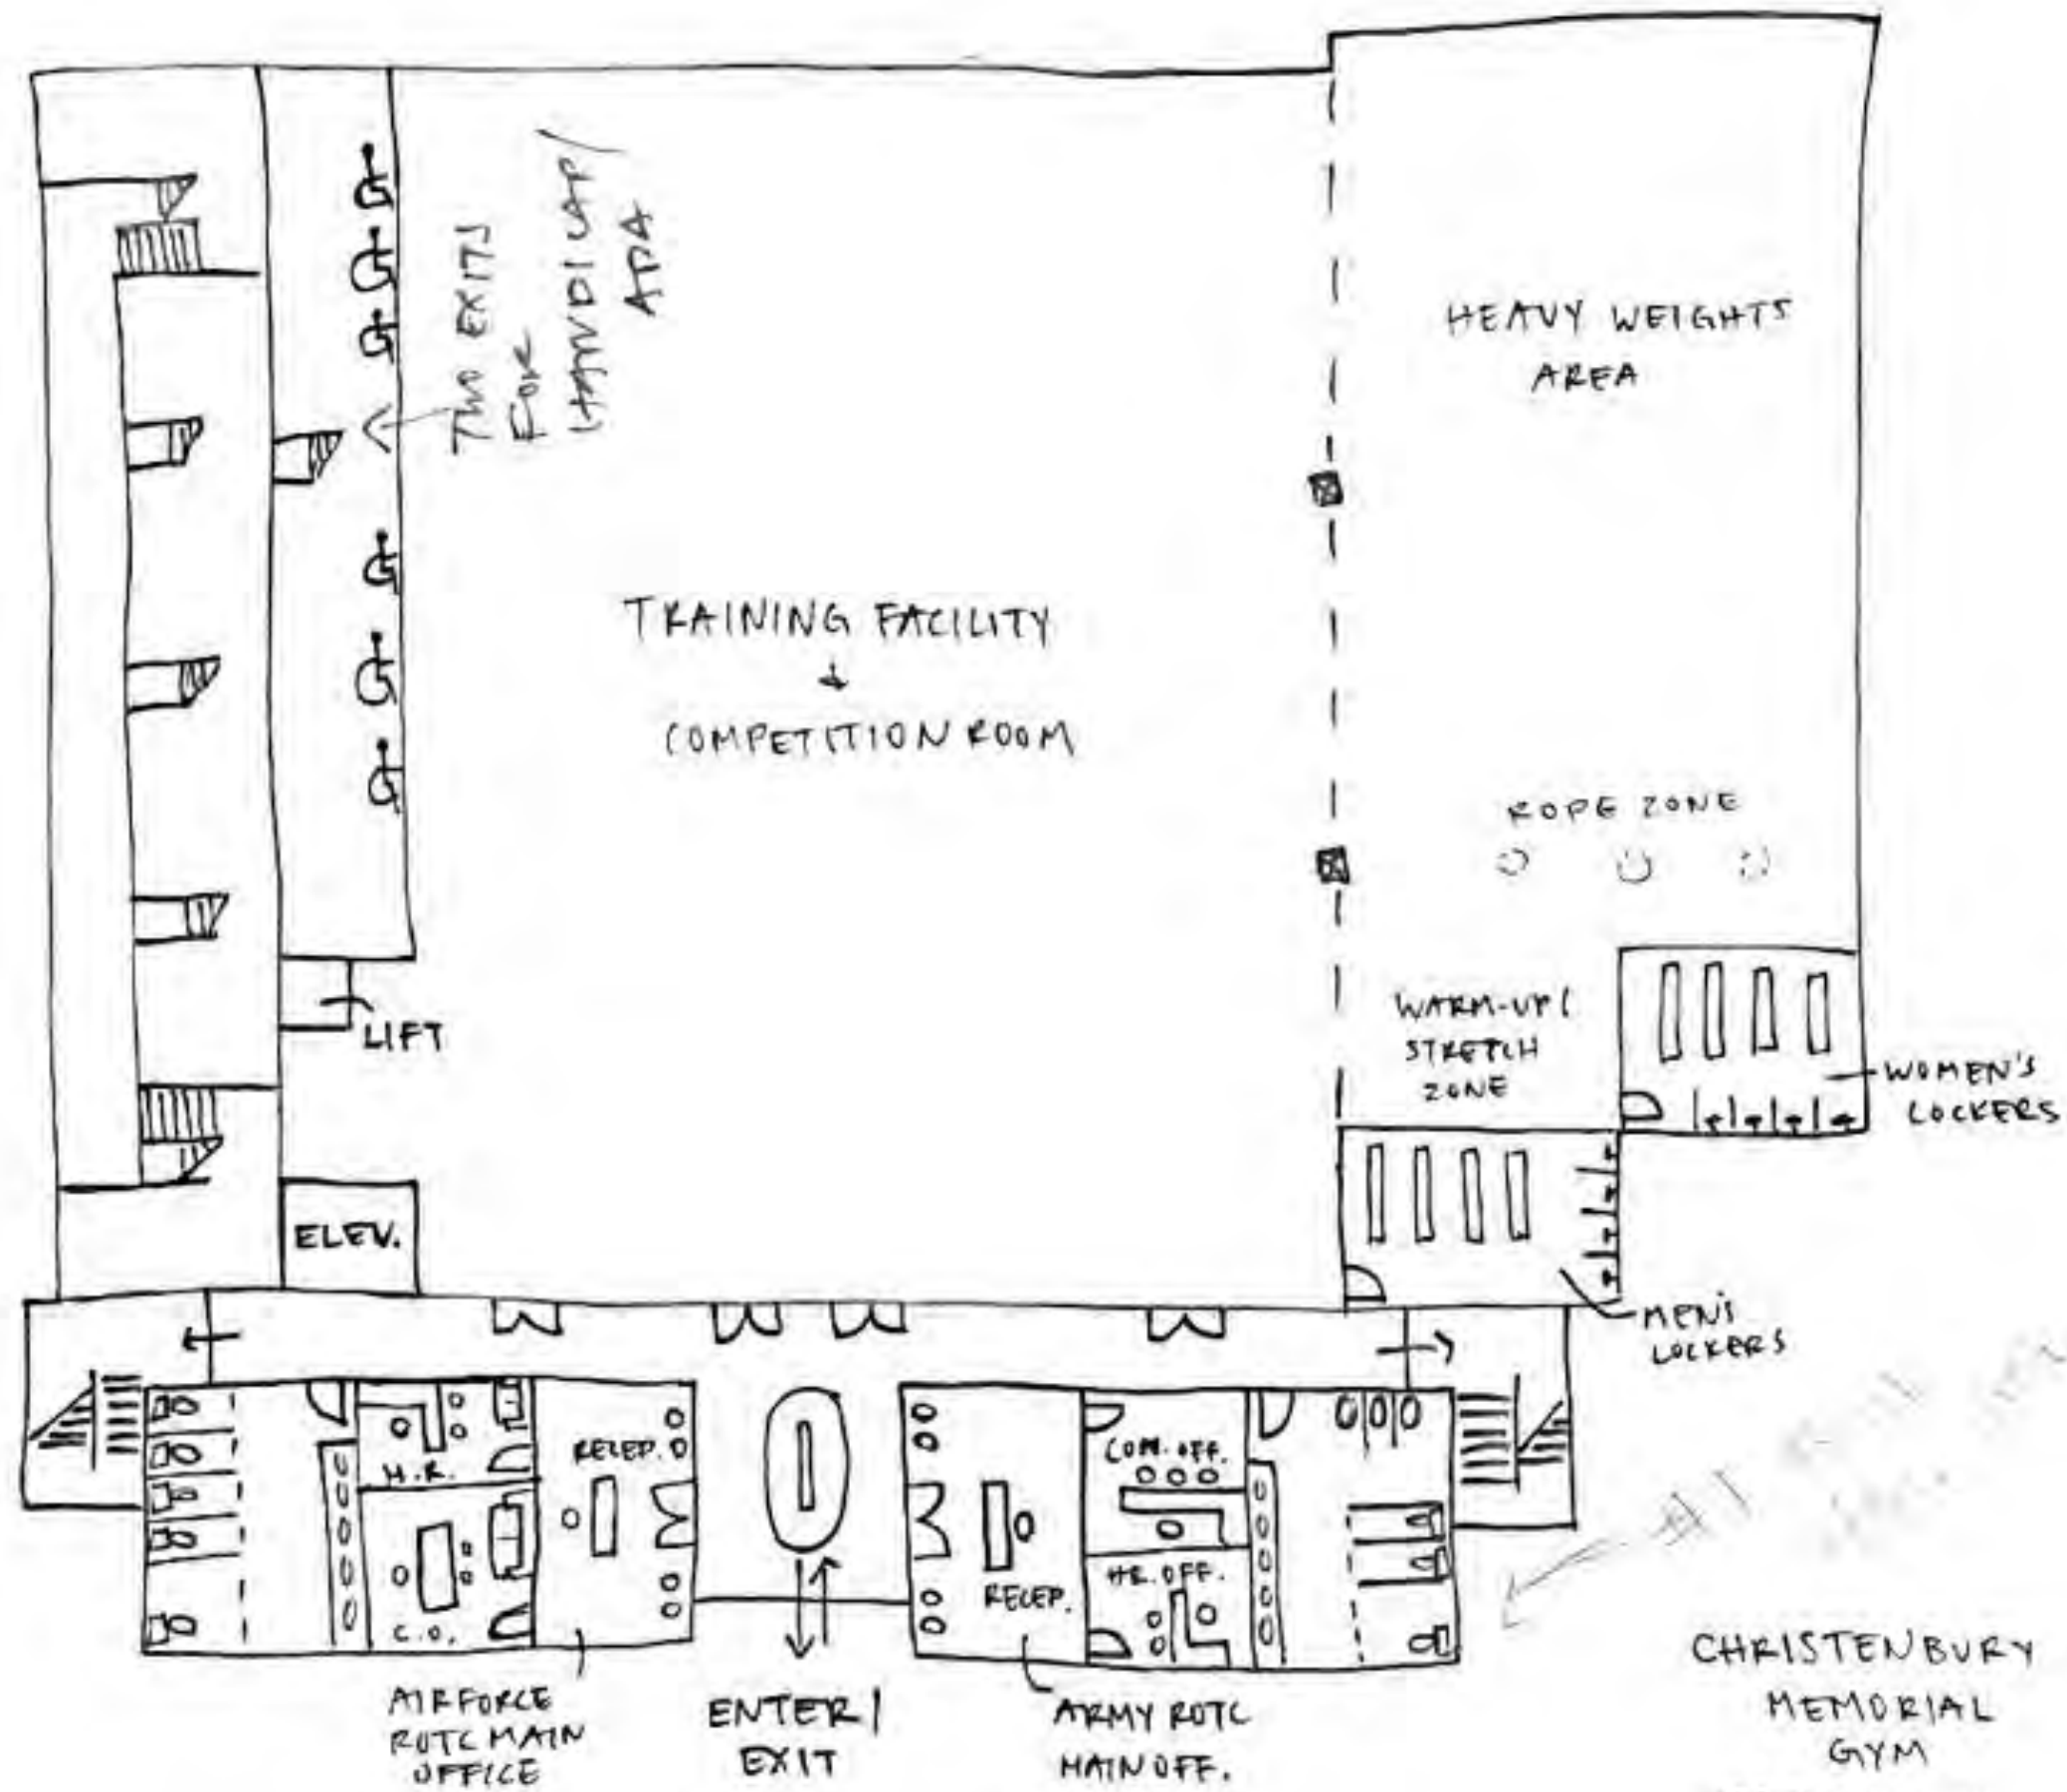 TWO EXITS
FOR
HANDICAP/
ADA
HEAVY WEIGHTS
AREA
TRAINING FACILITY
+
COMPETITION ROOM
ROPE ZONE
WARM-UP/
STRETCH
ZONE
LIFT
WOMEN'S
LOCKERS
ELEV.
MEN'S
LOCKERS
H.R.
RECEP.
COM. OFF.
C.O.
RECEP.
HR. OFF.
#1
AIRFORCE
ROTC MAIN
OFFICE
ENTER/
EXIT
ARMY ROTC
MAIN OFF.
CHRISTENBURY
MEMORIAL
GYM